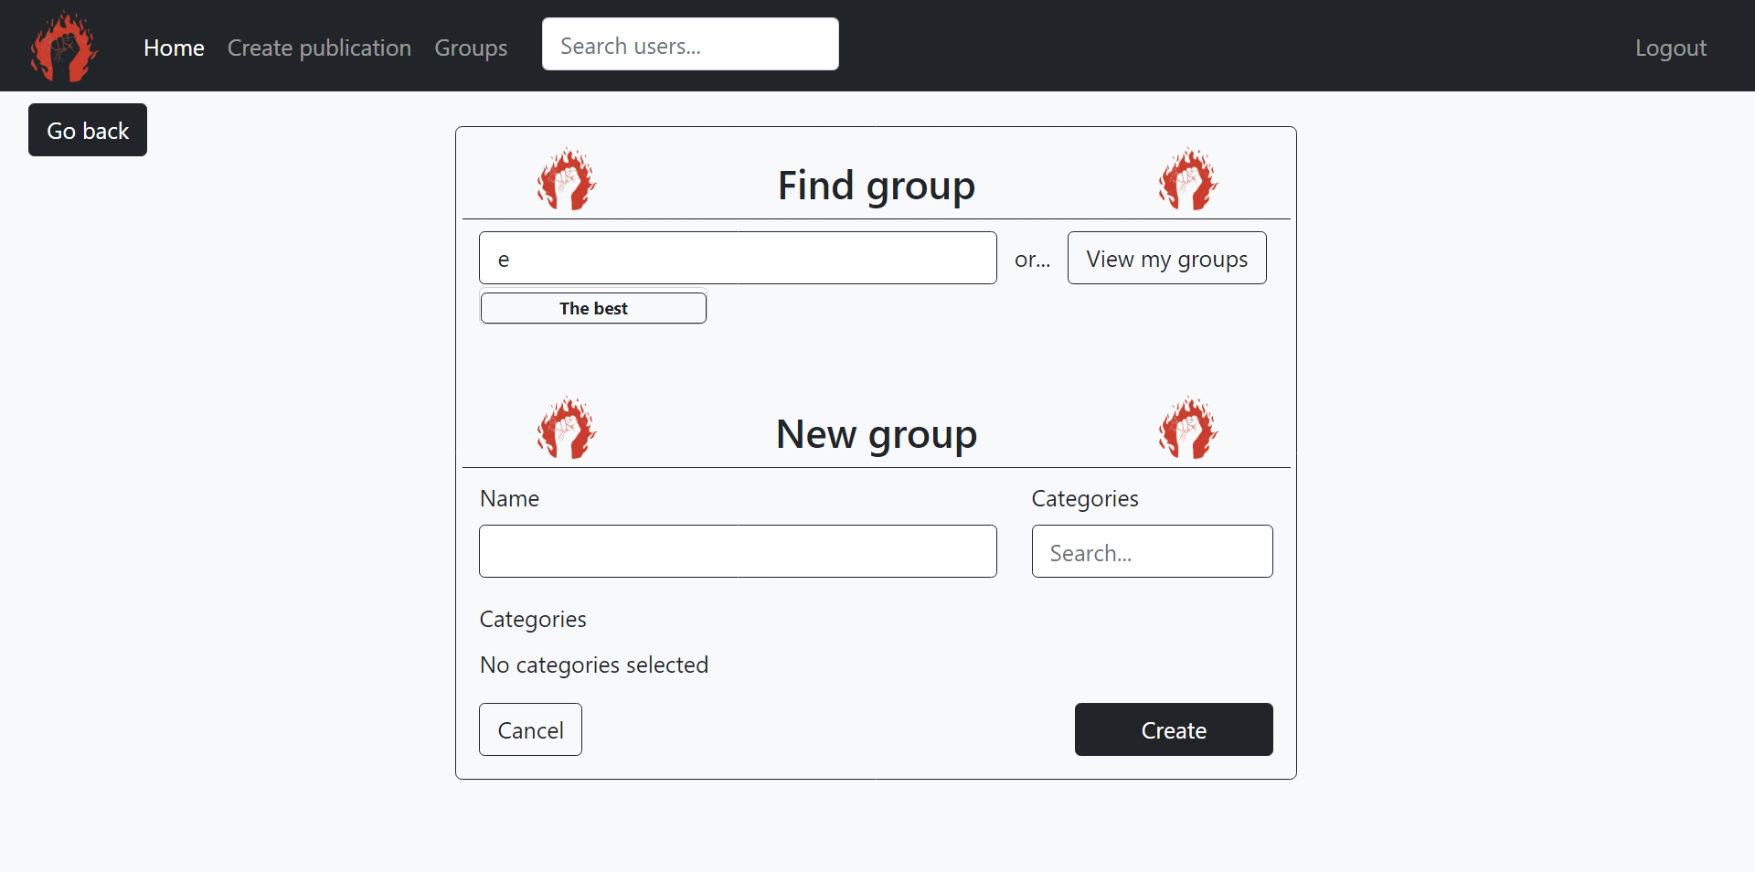 Home Create publication Groups Search users... Logout
Go back
Find group
e or... View my groups
The best
New group
Name Categories
Search...
Categories
No categories selected
Cancel Create